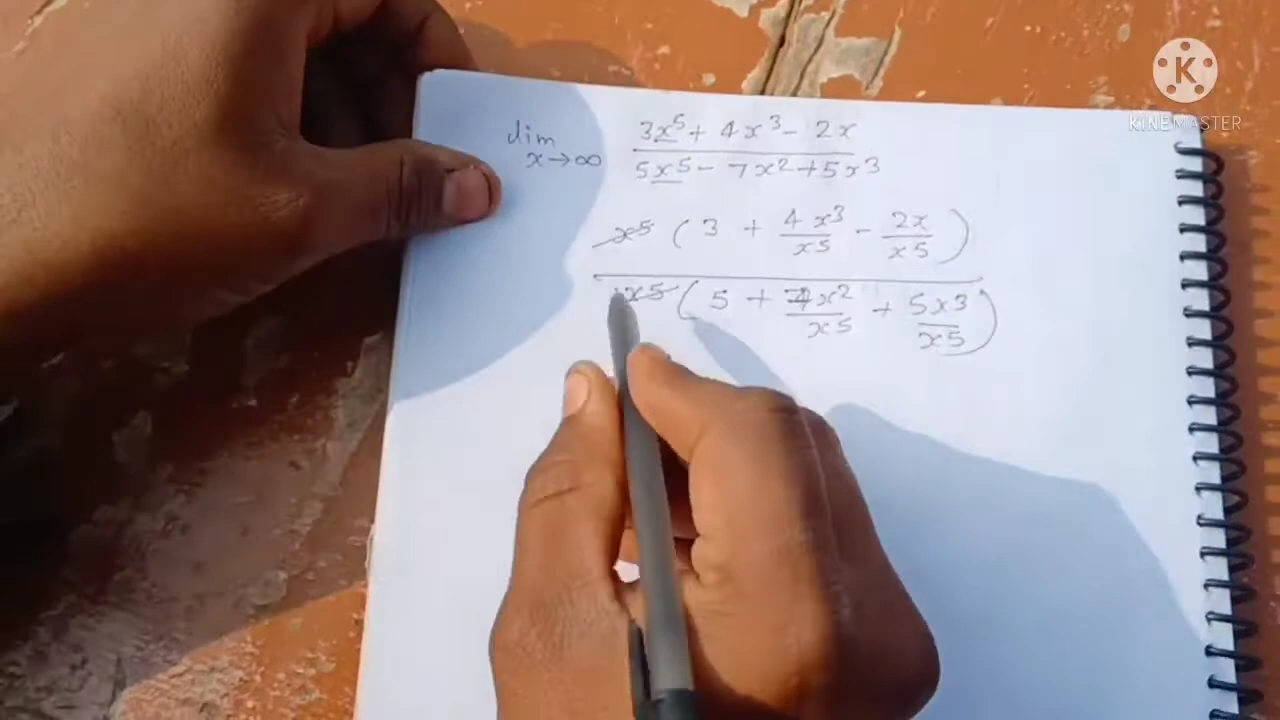 KINEMASTER
lim x→∞
3x⁵ + 4x³ - 2x
5x⁵ - 7x² + 5x³
x⁵ ( 3 + 4x³/x5 - 2x/x5 )
x5 ( 5 + 7x²/x5 + 5x3/x5 )